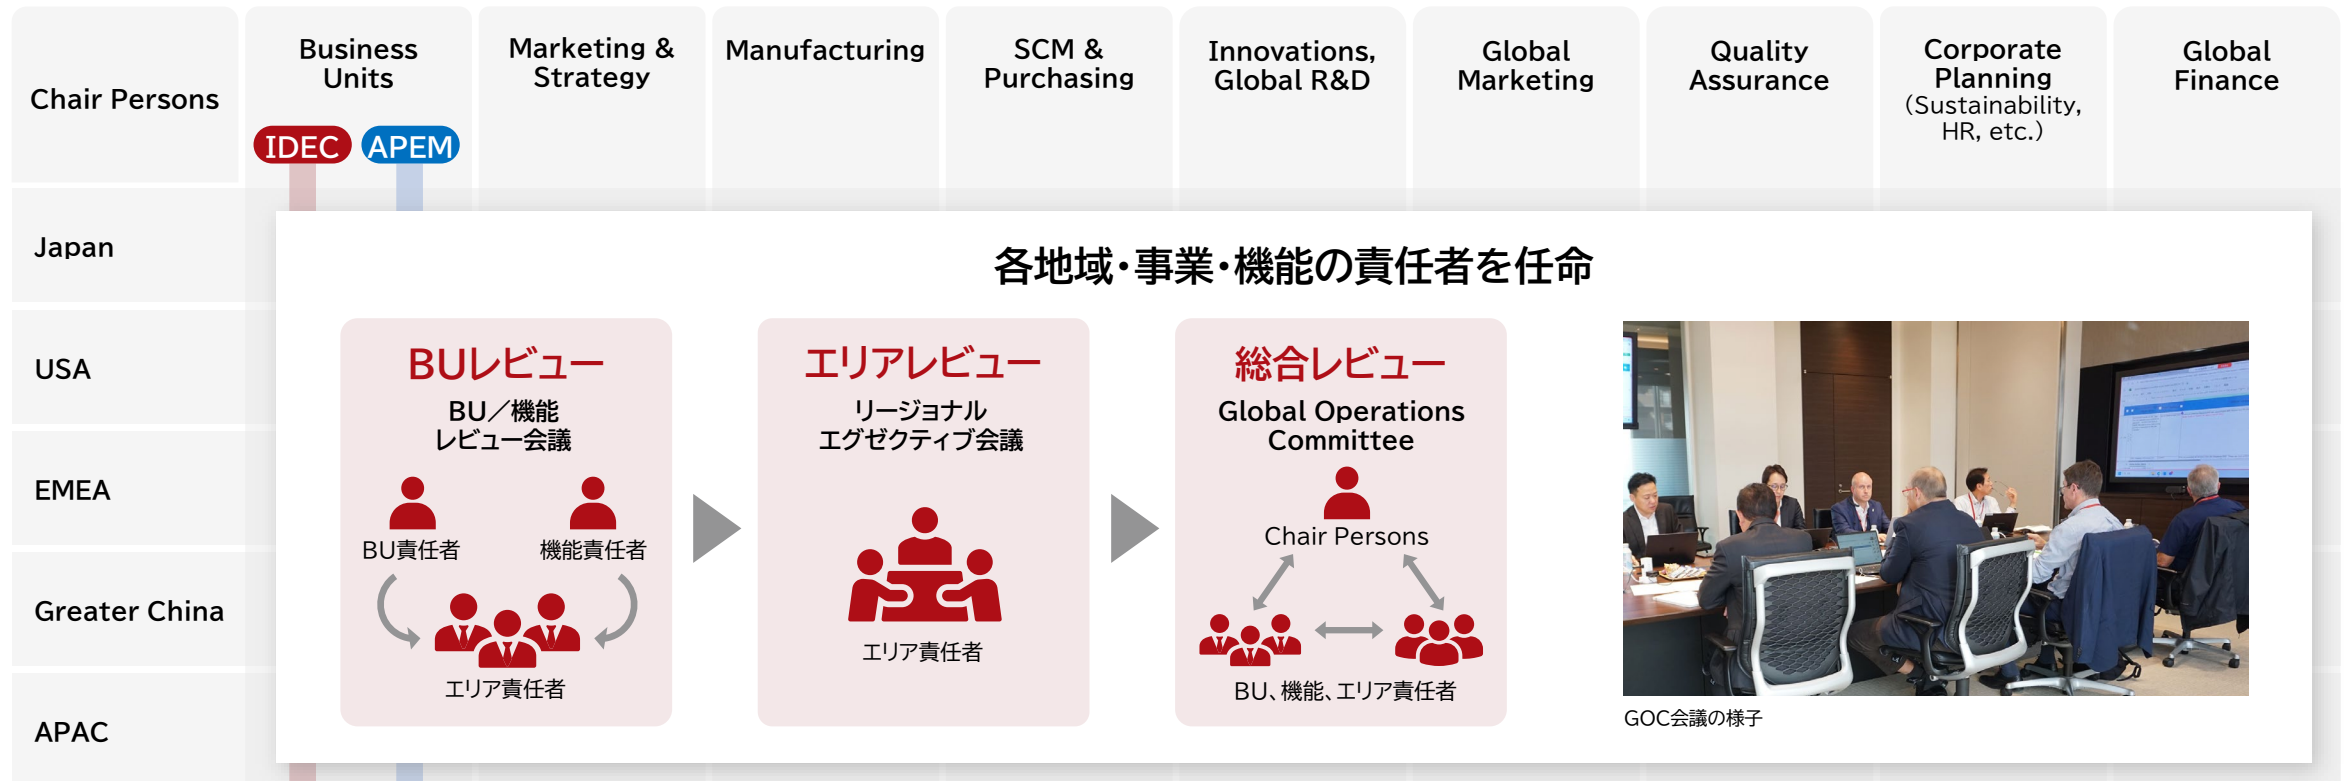 Chair Persons
Business
Units
IDEC
APEM
Marketing &
Strategy
Manufacturing
SCM &
Purchasing
Innovations,
Global R&D
Global
Marketing
Quality
Assurance
Corporate
Planning
(Sustainability,
HR, etc.)
Global
Finance
Japan
USA
EMEA
Greater China
APAC
各地域・事業・機能の責任者を任命
BUレビュー
BU／機能
レビュー会議
BU責任者
機能責任者
エリア責任者
エリアレビュー
リージョナル
エグゼクティブ会議
エリア責任者
総合レビュー
Global Operations
Committee
Chair Persons
BU、機能、エリア責任者
GOC会議の様子